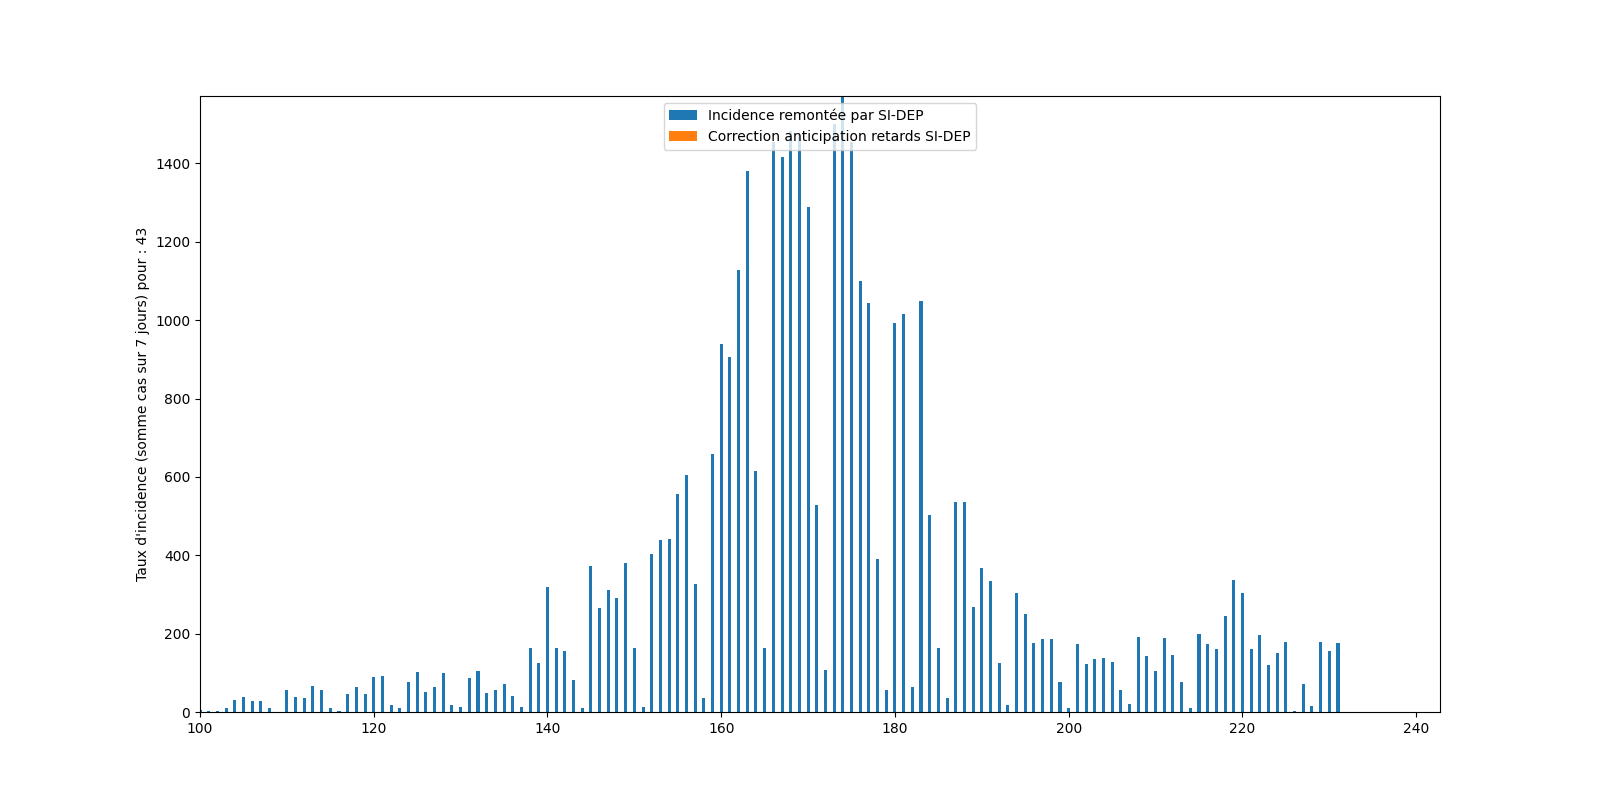 Incidence remontée par SI-DEP
Correction anticipation retards SI-DEP
Taux d'incidence (somme cas sur 7 jours) pour : 43
1400
1200
1000
800
600
400
200
0
100 120 140 160 180 200 220 240